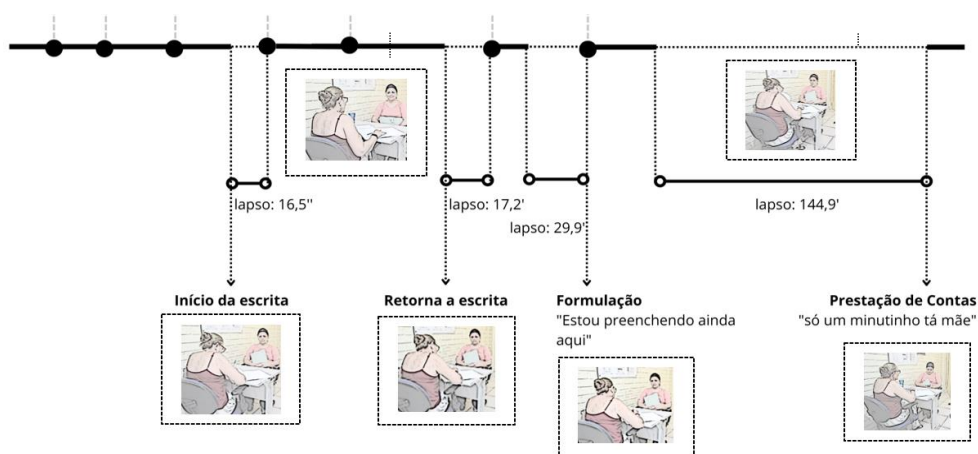 lapso: 16,5''
lapso: 17,2'
lapso: 144,9'
lapso: 29,9'
Início da escrita
Retorna a escrita
Formulação
"Estou preenchendo ainda
aqui"
Prestação de Contas
"só um minutinho tá mãe"